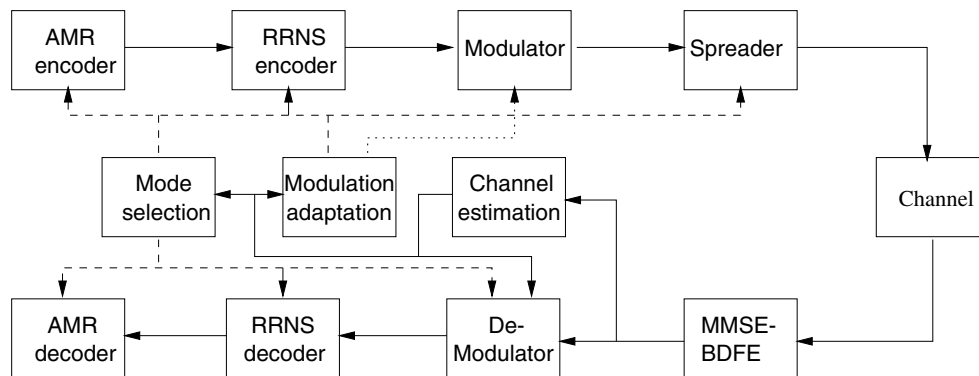 AMR
encoder
RRNS
encoder
Modulator
Spreader
Mode
selection
Modulation
adaptation
Channel
estimation
Channel
AMR
decoder
RRNS
decoder
De-
Modulator
MMSE-
BDFE